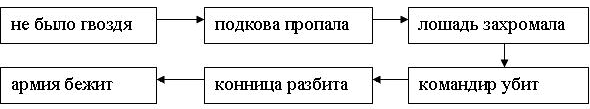 не было гвоздя
подкова пропала
лошадь захромала
командир убит
конница разбита
армия бежит